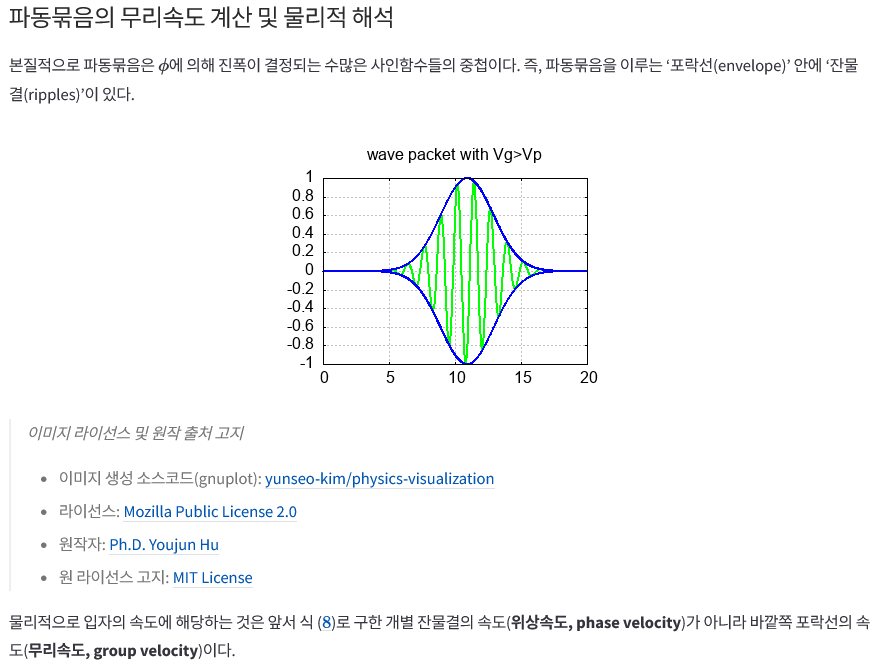 파동묶음의 무리속도 계산 및 물리적 해석
본질적으로 파동묶음은 ϕ에 의해 진폭이 결정되는 수많은 사인함수들의 중첩이다. 즉, 파동묶음을 이루는 ‘포락선(envelope)’ 안에 ‘잔물
결(ripples)’이 있다.
wave packet with Vg>Vp
1
0.8
0.6
0.4
0.2
0
-0.2
-0.4
-0.6
-0.8
-1
0 5 10 15 20
이미지 라이선스 및 원작 출처 고지
• 이미지 생성 소스코드(gnuplot): yunseo-kim/physics-visualization
• 라이선스: Mozilla Public License 2.0
• 원작자: Ph.D. Youjun Hu
• 원 라이선스 고지: MIT License
물리적으로 입자의 속도에 해당하는 것은 앞서 식 (8)로 구한 개별 잔물결의 속도(위상속도, phase velocity)가 아니라 바깥쪽 포락선의 속
도(무리속도, group velocity)이다.